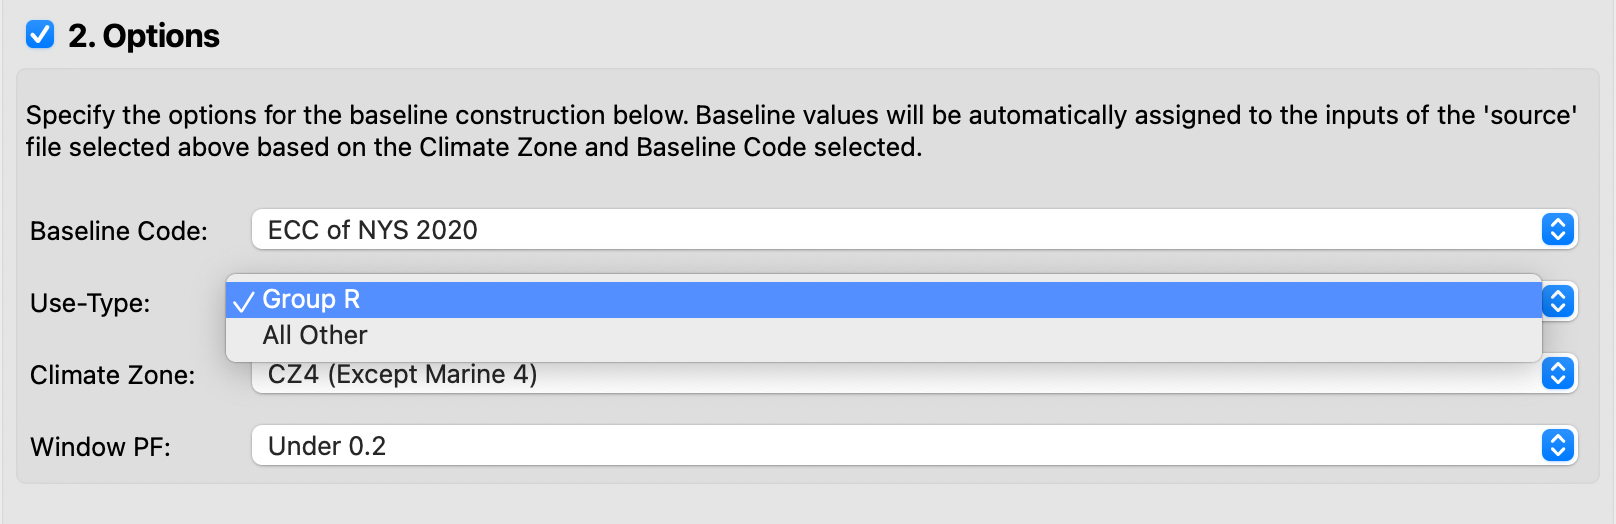 2. Options
Specify the options for the baseline construction below. Baseline values will be automatically assigned to the inputs of the 'source'
file selected above based on the Climate Zone and Baseline Code selected.
Baseline Code: ECC of NYS 2020
Use-Type: ✓ Group R
All Other
Climate Zone: CZ4 (Except Marine 4)
Window PF: Under 0.2